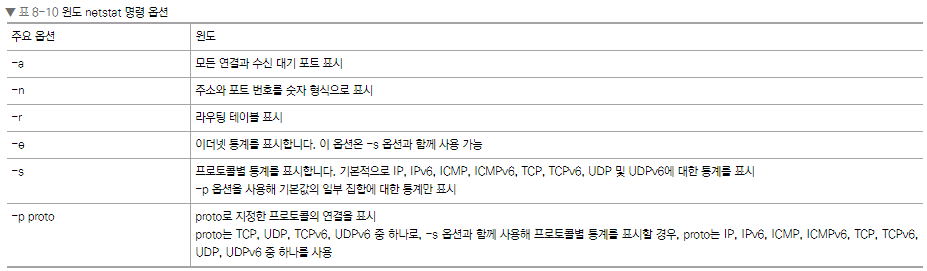 ▼ 표 8-10 윈도 netstat 명령 옵션
주요 옵션 윈도
-a 모든 연결과 수신 대기 포트 표시
-n 주소와 포트 번호를 숫자 형식으로 표시
-r 라우팅 테이블 표시
-e 이더넷 통계를 표시합니다. 이 옵션은 -s 옵션과 함께 사용 가능
-s 프로토콜별 통계를 표시합니다. 기본적으로 IP, IPv6, ICMP, ICMPv6, TCP, TCPv6, UDP 및 UDPv6에 대한 통계를 표시
-p 옵션을 사용해 기본값의 일부 집합에 대한 통계만 표시
-p proto proto로 지정한 프로토콜의 연결을 표시
proto는 TCP, UDP, TCPv6, UDPv6 중 하나로, -s 옵션과 함께 사용해 프로토콜별 통계를 표시할 경우, proto는 IP, IPv6, ICMP, ICMPv6, TCP, TCPv6,
UDP, UDPv6 중 하나를 사용